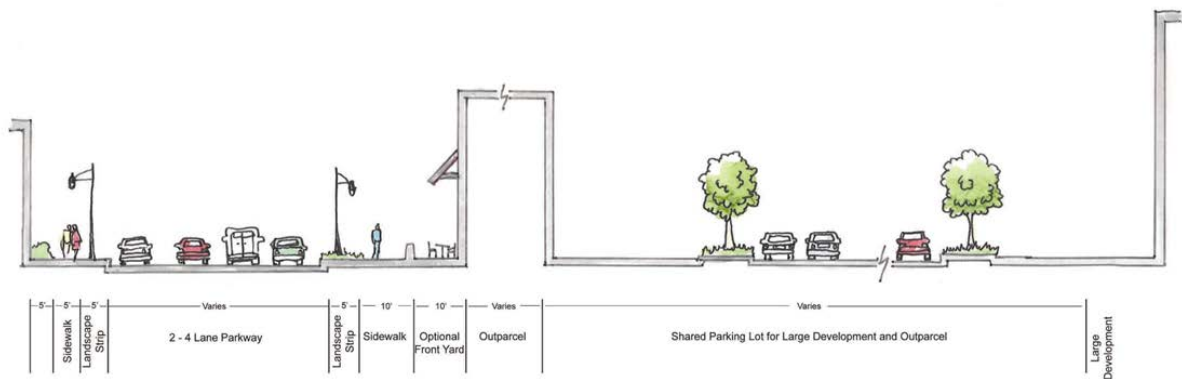 5' 5' 5' Varies 5' 10' 10' Varies Varies
Sidewalk
Landscape
Strip
2 - 4 Lane Parkway
Landscape
Strip
Sidewalk
Optional
Front Yard
Outparcel
Shared Parking Lot for Large Development and Outparcel
Large
Development